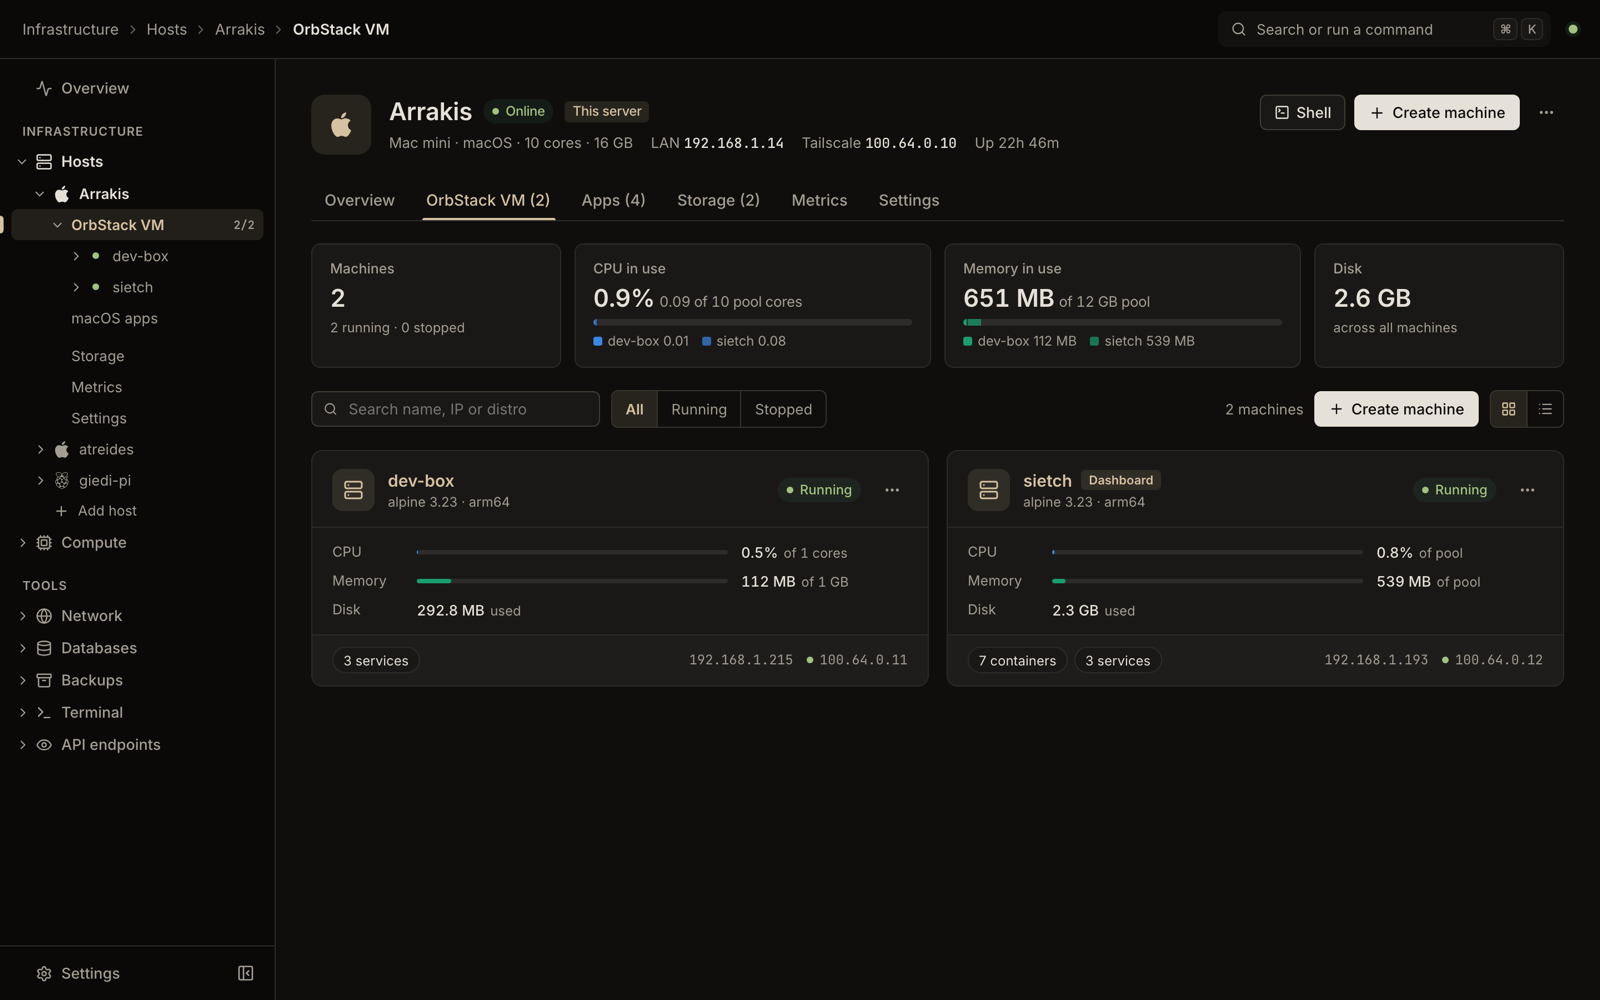 Infrastructure > Hosts > Arrakis > OrbStack VM
Search or run a command ⌘ K
Overview
INFRASTRUCTURE
Hosts
Arrakis
OrbStack VM 2/2
dev-box
sietch
macOS apps
Storage
Metrics
Settings
atreides
giedi-pi
+ Add host
Compute
TOOLS
Network
Databases
Backups
Terminal
API endpoints
Settings
Arrakis Online This server
Mac mini · macOS · 10 cores · 16 GB LAN 192.168.1.14 Tailscale 100.64.0.10 Up 22h 46m
Shell + Create machine
Overview OrbStack VM (2) Apps (4) Storage (2) Metrics Settings
Machines
2
2 running · 0 stopped
CPU in use
0.9% 0.09 of 10 pool cores
dev-box 0.01 sietch 0.08
Memory in use
651 MB of 12 GB pool
dev-box 112 MB sietch 539 MB
Disk
2.6 GB
across all machines
Search name, IP or distro All Running Stopped 2 machines + Create machine
dev-box
alpine 3.23 · arm64
Running
CPU 0.5% of 1 cores
Memory 112 MB of 1 GB
Disk 292.8 MB used
3 services 192.168.1.215 100.64.0.11
sietch Dashboard
alpine 3.23 · arm64
Running
CPU 0.8% of pool
Memory 539 MB of pool
Disk 2.3 GB used
7 containers 3 services 192.168.1.193 100.64.0.12